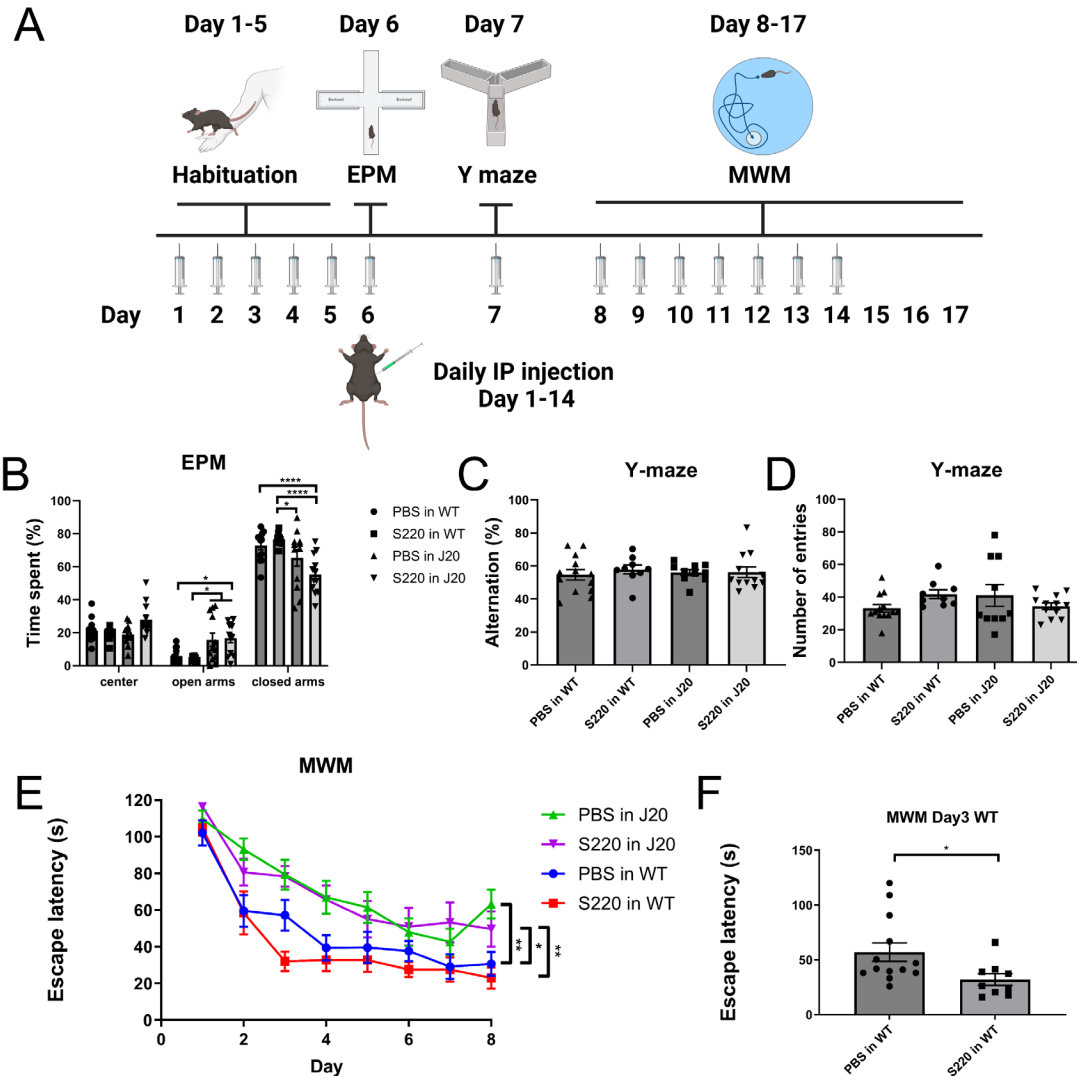 A
Day 1-5
Day 6
Day 7
Day 8-17
Enclosed
Enclosed
Habituation
EPM
Y maze
MWM
Day
1
2
3
4
5
6
7
8
9
10
11
12
13
14
15
16
17
Daily IP injection
Day 1-14
B
EPM
Time spent (%)
100
80
60
40
20
0
center
open arms
closed arms
*
*
****
****
*
PBS in WT
S220 in WT
PBS in J20
S220 in J20
C
Y-maze
Alternation (%)
100
80
60
40
20
0
PBS in WT
S220 in WT
PBS in J20
S220 in J20
D
Y-maze
Number of entries
100
80
60
40
20
0
PBS in WT
S220 in WT
PBS in J20
S220 in J20
E
MWM
Escape latency (s)
120
100
80
60
40
20
0
0
2
4
6
8
Day
PBS in J20
S220 in J20
PBS in WT
S220 in WT
**
*
**
F
MWM Day3 WT
Escape latency (s)
150
100
50
0
*
PBS in WT
S220 in WT